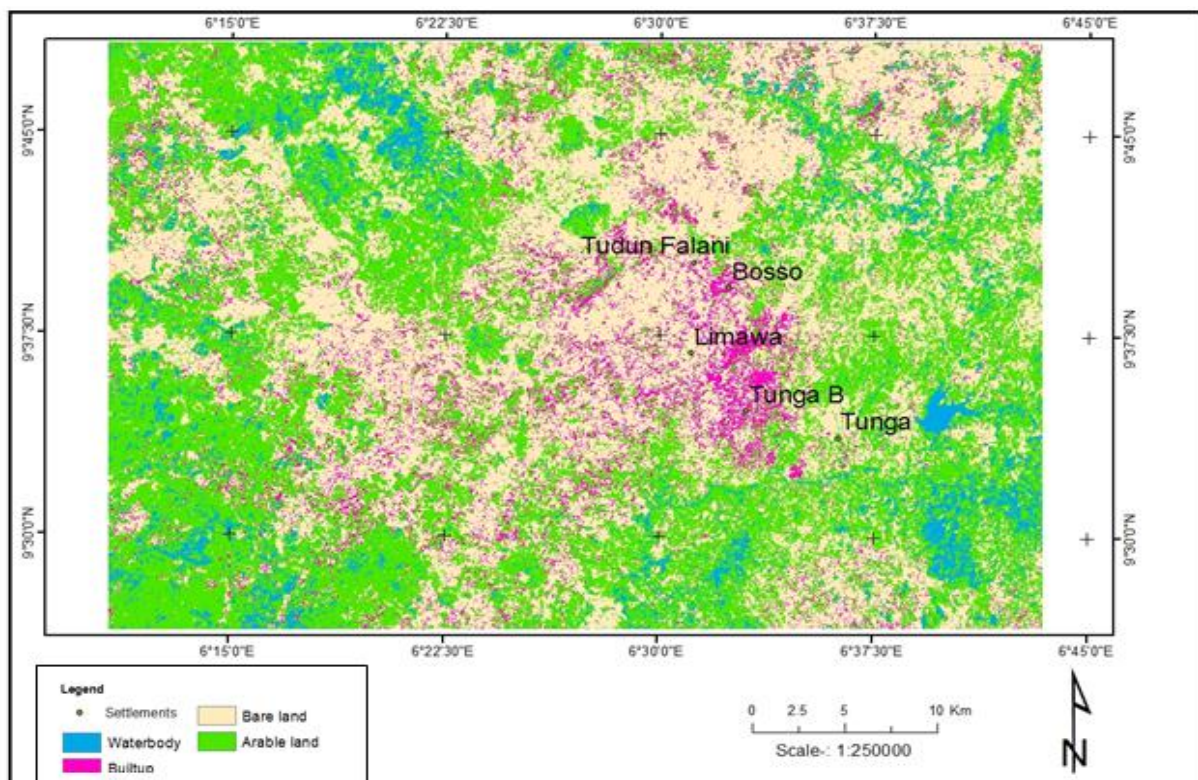 6°15'0"E 6°22'30"E 6°30'0"E 6°37'30"E 6°45'0"E
9°45'0"N 9°45'0"N
Tudun Falani
Bosso
9°37'30"N 9°37'30"N
Limawa
Tunga B
Tunga
9°30'0"N 9°30'0"N
6°15'0"E 6°22'30"E 6°30'0"E 6°37'30"E 6°45'0"E
Legend
Settlements
Bare land
Waterbody
Arable land
Builtup
0 2.5 5 10 Km
Scale-: 1:250000
N